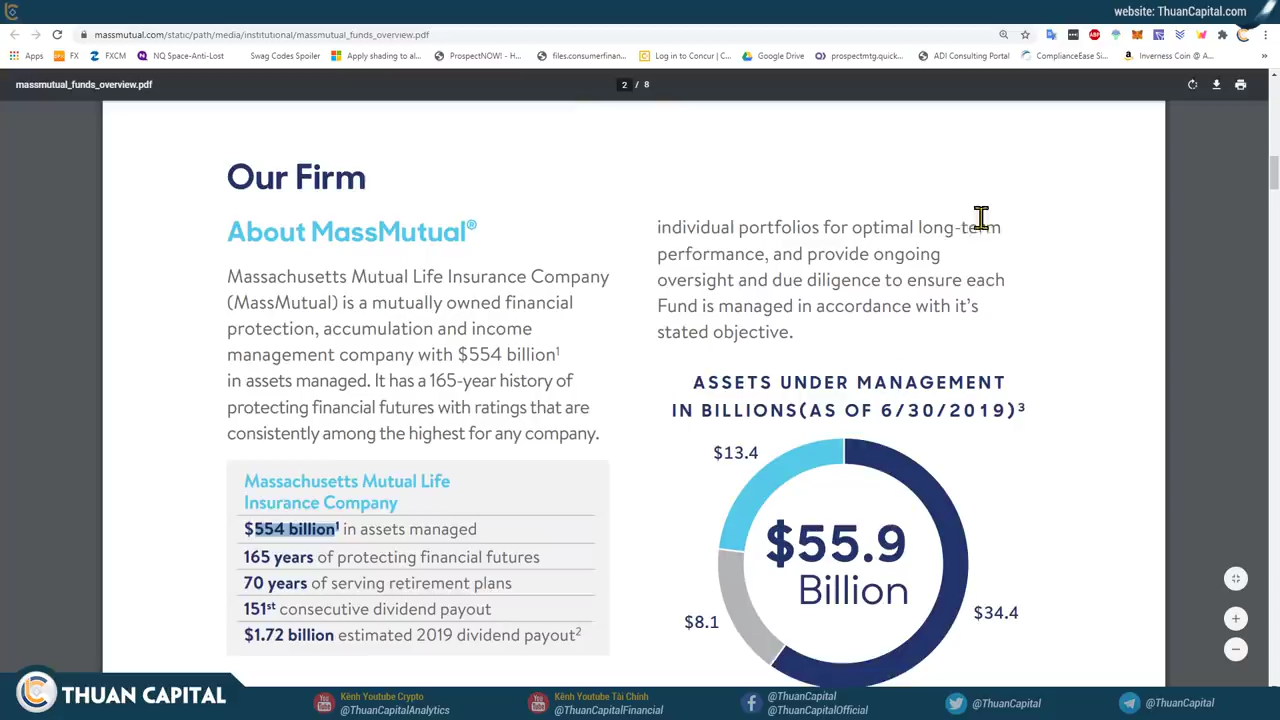 website: ThuanCapital.com
massmutual.com/static/path/media/institutional/massmutual_funds_overview.pdf
Apps FX FXCM NQ Space-Anti-Lost Swag Codes Spoiler Apply shading to al... ProspectNOW! - H... files.consumerfinan... Log in to Concur | C... Google Drive prospectmtg.quick... ADI Consulting Portal ComplianceEase Si... Inverness Coin @ A... »
massmutual_funds_overview.pdf 2 / 8
Our Firm
About MassMutual®
Massachusetts Mutual Life Insurance Company
(MassMutual) is a mutually owned financial
protection, accumulation and income
management company with $554 billion¹
in assets managed. It has a 165-year history of
protecting financial futures with ratings that are
consistently among the highest for any company.
Massachusetts Mutual Life
Insurance Company
$554 billion¹ in assets managed
165 years of protecting financial futures
70 years of serving retirement plans
151st consecutive dividend payout
$1.72 billion estimated 2019 dividend payout²
individual portfolios for optimal long-term
performance, and provide ongoing
oversight and due diligence to ensure each
Fund is managed in accordance with it's
stated objective.
ASSETS UNDER MANAGEMENT
IN BILLIONS(AS OF 6/30/2019)³
$13.4
$55.9
Billion
$8.1
$34.4
THUAN CAPITAL
Kênh Youtube Crypto
@ThuanCapitalAnalytics
Kênh Youtube Tài Chính
@ThuanCapitalFinancial
@ThuanCapital
@ThuanCapitalOfficial
@ThuanCapital
@ThuanCapital